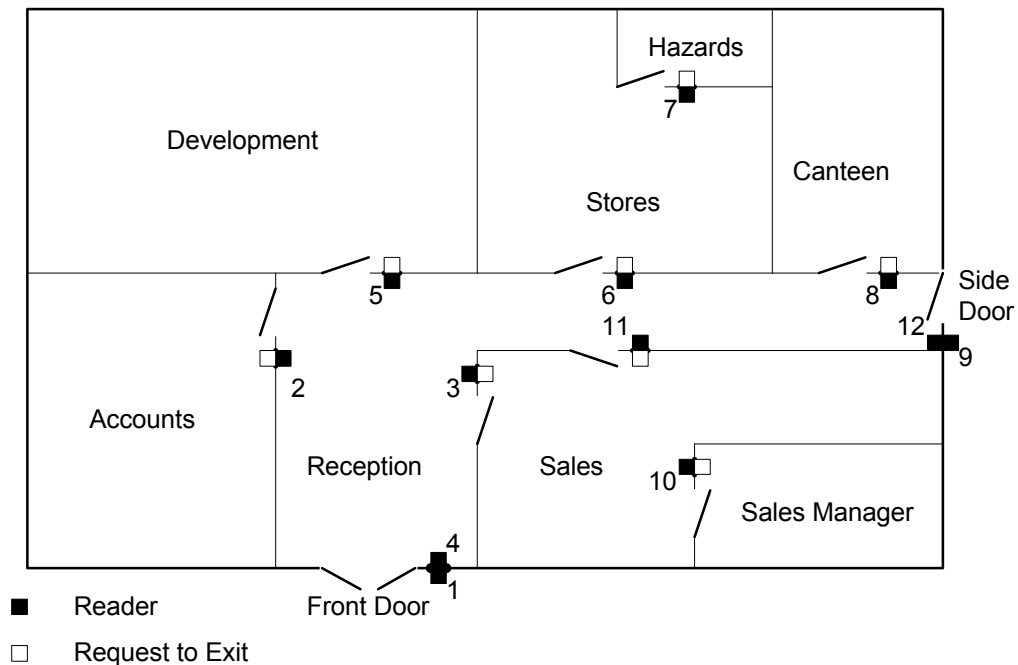 Hazards
7
Development
Canteen
Stores
5
6
8
Side
Door
11
12
9
2
3
Accounts
Reception
Sales
10
Sales Manager
4
1
Front Door
Reader
Request to Exit